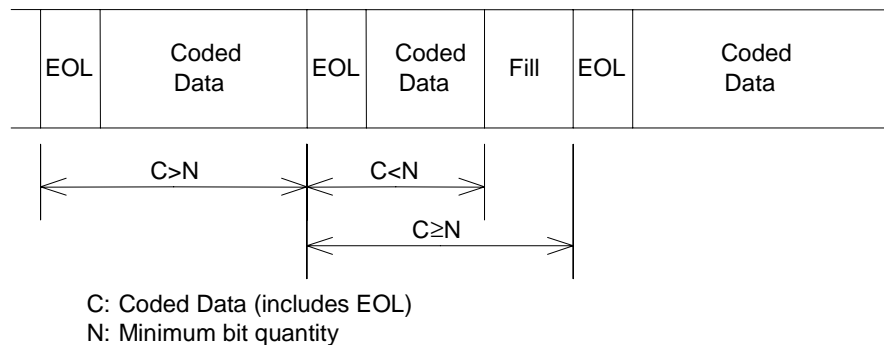 EOL
Coded
Data
EOL
Coded
Data
Fill
EOL
Coded
Data
C>N
C<N
C≥N
C: Coded Data (includes EOL)
N: Minimum bit quantity